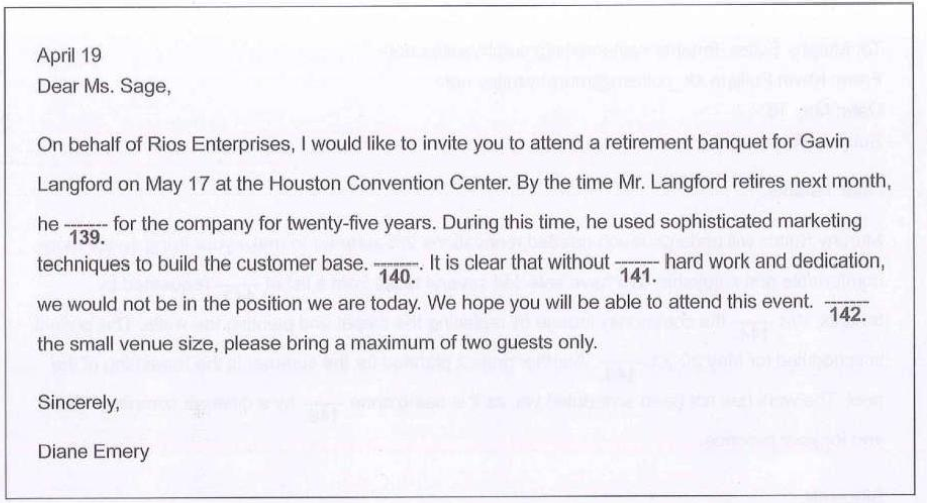 April 19
Dear Ms. Sage,
On behalf of Rios Enterprises, I would like to invite you to attend a retirement banquet for Gavin
Langford on May 17 at the Houston Convention Center. By the time Mr. Langford retires next month,
he ------- for the company for twenty-five years. During this time, he used sophisticated marketing
139.
techniques to build the customer base. -------. It is clear that without ------- hard work and dedication,
140. 141.
we would not be in the position we are today. We hope you will be able to attend this event. -------
142.
the small venue size, please bring a maximum of two guests only.
Sincerely,
Diane Emery